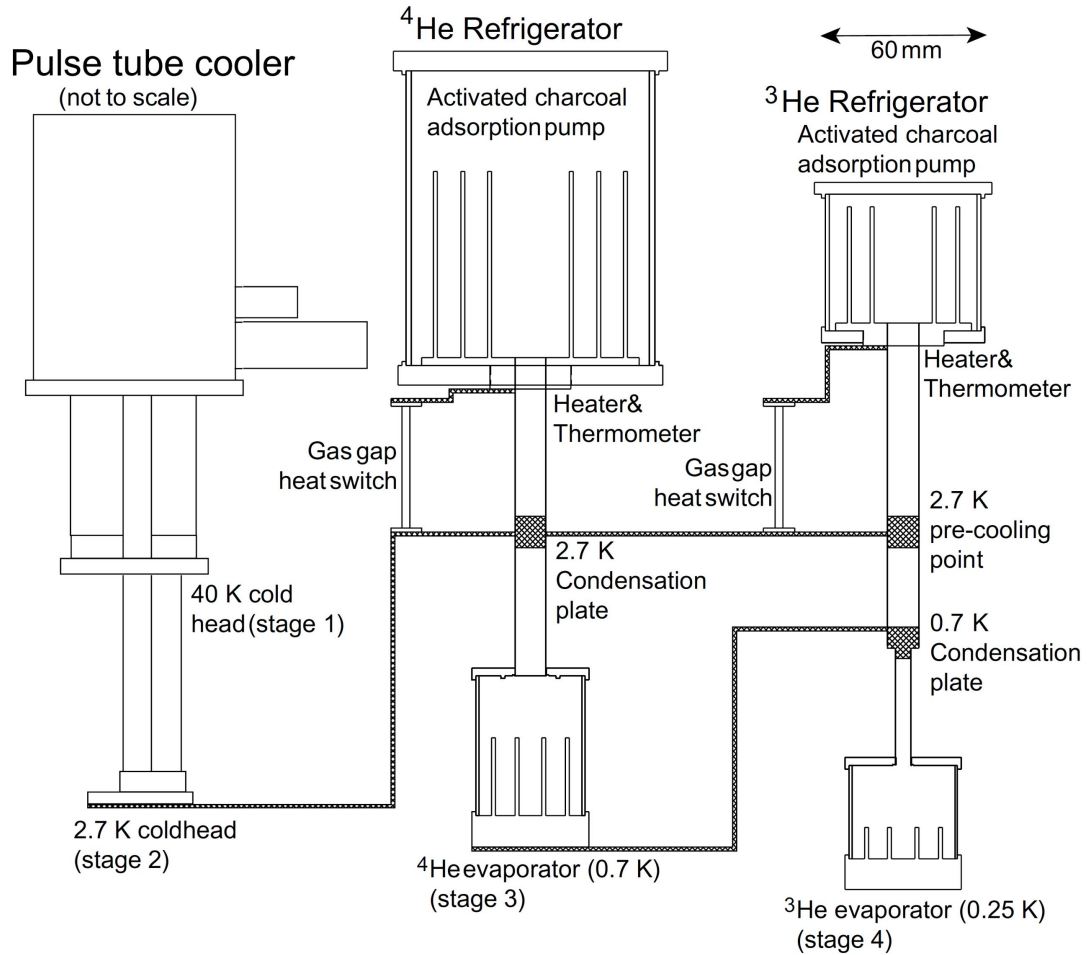 Pulse tube cooler
(not to scale)
⁴He Refrigerator
Activated charcoal
adsorption pump
60 mm
³He Refrigerator
Activated charcoal
adsorption pump
Heater&
Thermometer
Gas gap
heat switch
Heater&
Thermometer
Gas gap
heat switch
2.7 K
Condensation
plate
2.7 K
pre-cooling
point
40 K cold
head (stage 1)
0.7 K
Condensation
plate
2.7 K coldhead
(stage 2)
⁴He evaporator (0.7 K)
(stage 3)
³He evaporator (0.25 K)
(stage 4)